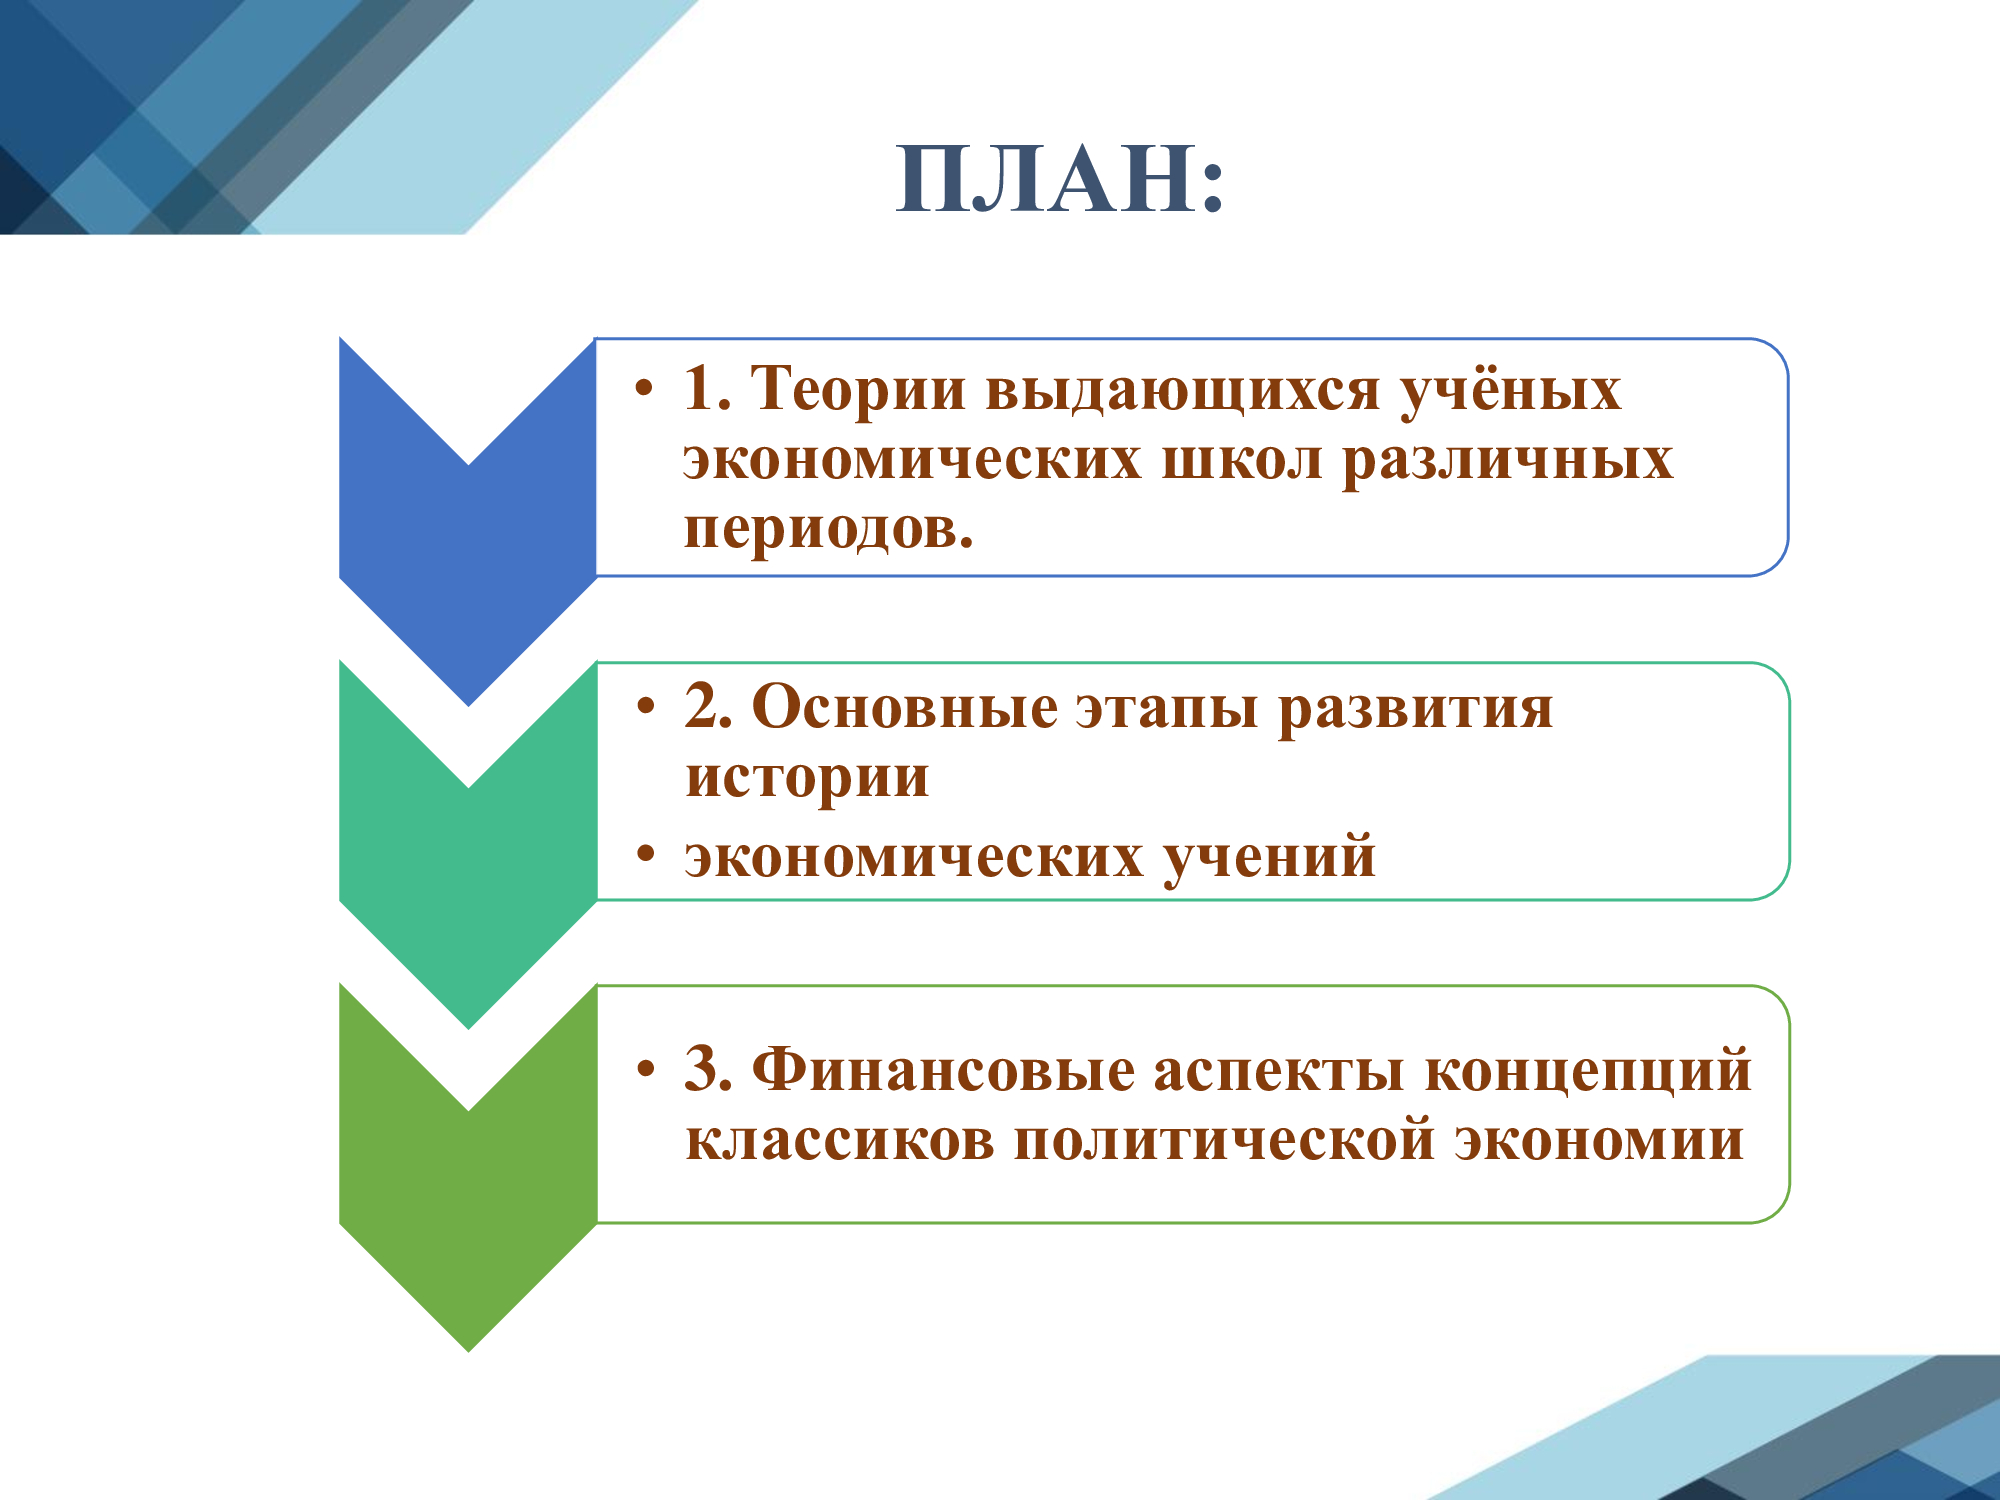 ПЛАН:
• 1. Теории выдающихся учёных
экономических школ различных
периодов.
• 2. Основные этапы развития
истории
• экономических учений
• 3. Финансовые аспекты концепций
классиков политической экономии